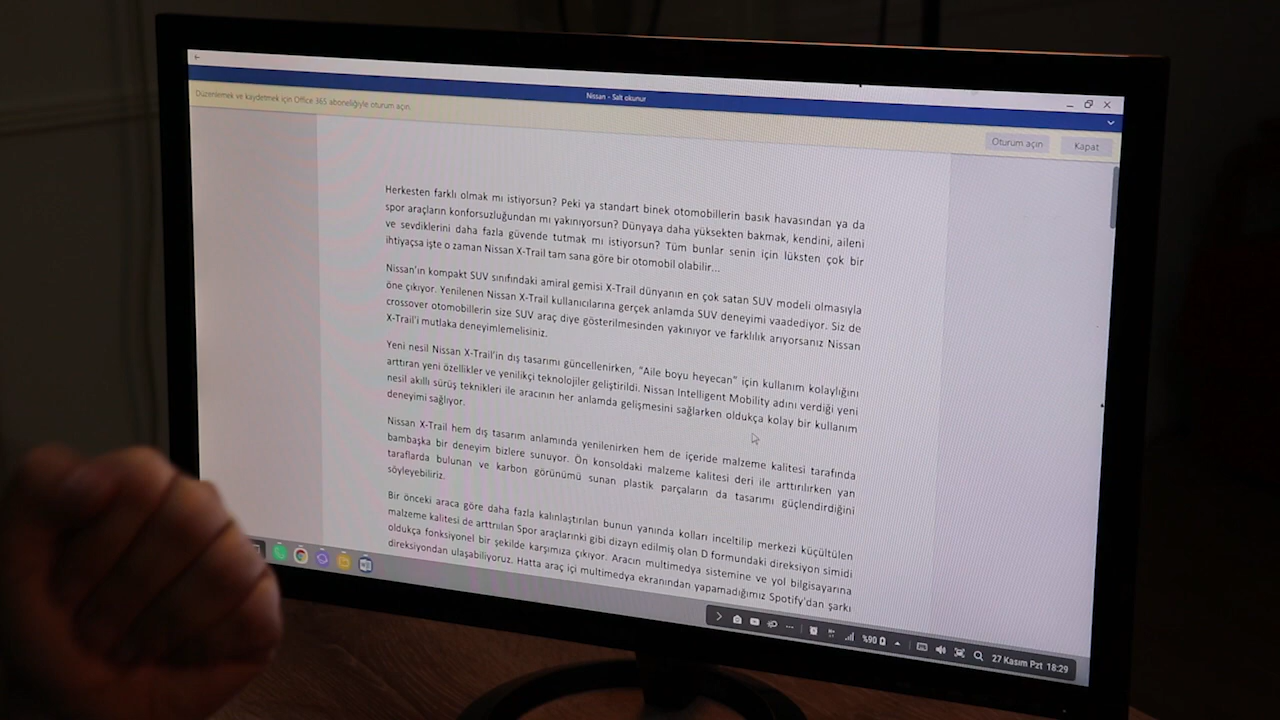 Nissan - Salt okunur
Düzenlemek ve kaydetmek için Office 365 aboneliğiyle oturum açın.
Oturum açın
Kapat
Herkesten farklı olmak mı istiyorsun? Peki ya standart binek otomobillerin basık havasından ya da
spor araçların konforsuzluğundan mı yakınıyorsun? Dünyaya daha yüksekten bakmak, kendini, aileni
ve sevdiklerini daha fazla güvende tutmak mı istiyorsun? Tüm bunlar senin için lüksten çok bir
ihtiyaçsa işte o zaman Nissan X-Trail tam sana göre bir otomobil olabilir...
Nissan'ın kompakt SUV sınıfındaki amiral gemisi X-Trail dünyanın en çok satan SUV modeli olmasıyla
öne çıkıyor. Yenilenen Nissan X-Trail kullanıcılarına gerçek anlamda SUV deneyimi vaadediyor. Siz de
crossover otomobillerin size SUV araç diye gösterilmesinden yakınıyor ve farklılık arıyorsanız Nissan
X-Trail'i mutlaka deneyimlemelisiniz.
Yeni nesil Nissan X-Trail'in dış tasarımı güncellenirken, "Aile boyu heyecan" için kullanım kolaylığını
arttıran yeni özellikler ve yenilikçi teknolojiler geliştirildi. Nissan Intelligent Mobility adını verdiği yeni
nesil akıllı sürüş teknikleri ile aracının her anlamda gelişmesini sağlarken oldukça kolay bir kullanım
deneyimi sağlıyor.
Nissan X-Trail hem dış tasarım anlamında yenilenirken hem de içeride malzeme kalitesi tarafında
bambaşka bir deneyim bizlere sunuyor. Ön konsoldaki malzeme kalitesi deri ile arttırılırken yan
taraflarda bulunan ve karbon görünümü sunan plastik parçaların da tasarımı güçlendirdiğini
söyleyebiliriz.
Bir önceki araca göre daha fazla kalınlaştırılan bunun yanında kolları inceltilip merkezi küçültülen
malzeme kalitesi de arttrıılan Spor araçlarınki gibi dizayn edilmiş olan D formundaki direksiyon simidi
oldukça fonksiyonel bir şekilde karşımıza çıkıyor. Aracın multimedya sistemine ve yol bilgisayarına
direksiyondan ulaşabiliyoruz. Hatta araç içi multimedya ekranından yapamadığımız Spotify'dan şarkı
%90
27 Kasım Pzt 18:29